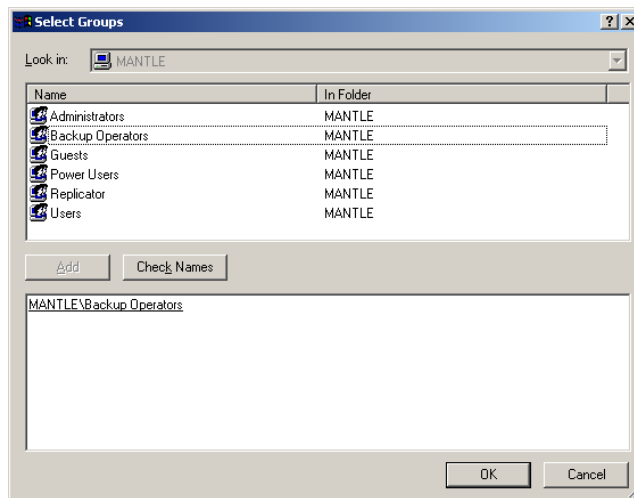 Select Groups
Look in: MANTLE
Name In Folder
Administrators MANTLE
Backup Operators MANTLE
Guests MANTLE
Power Users MANTLE
Replicator MANTLE
Users MANTLE
Add Check Names
MANTLE\Backup Operators
OK Cancel